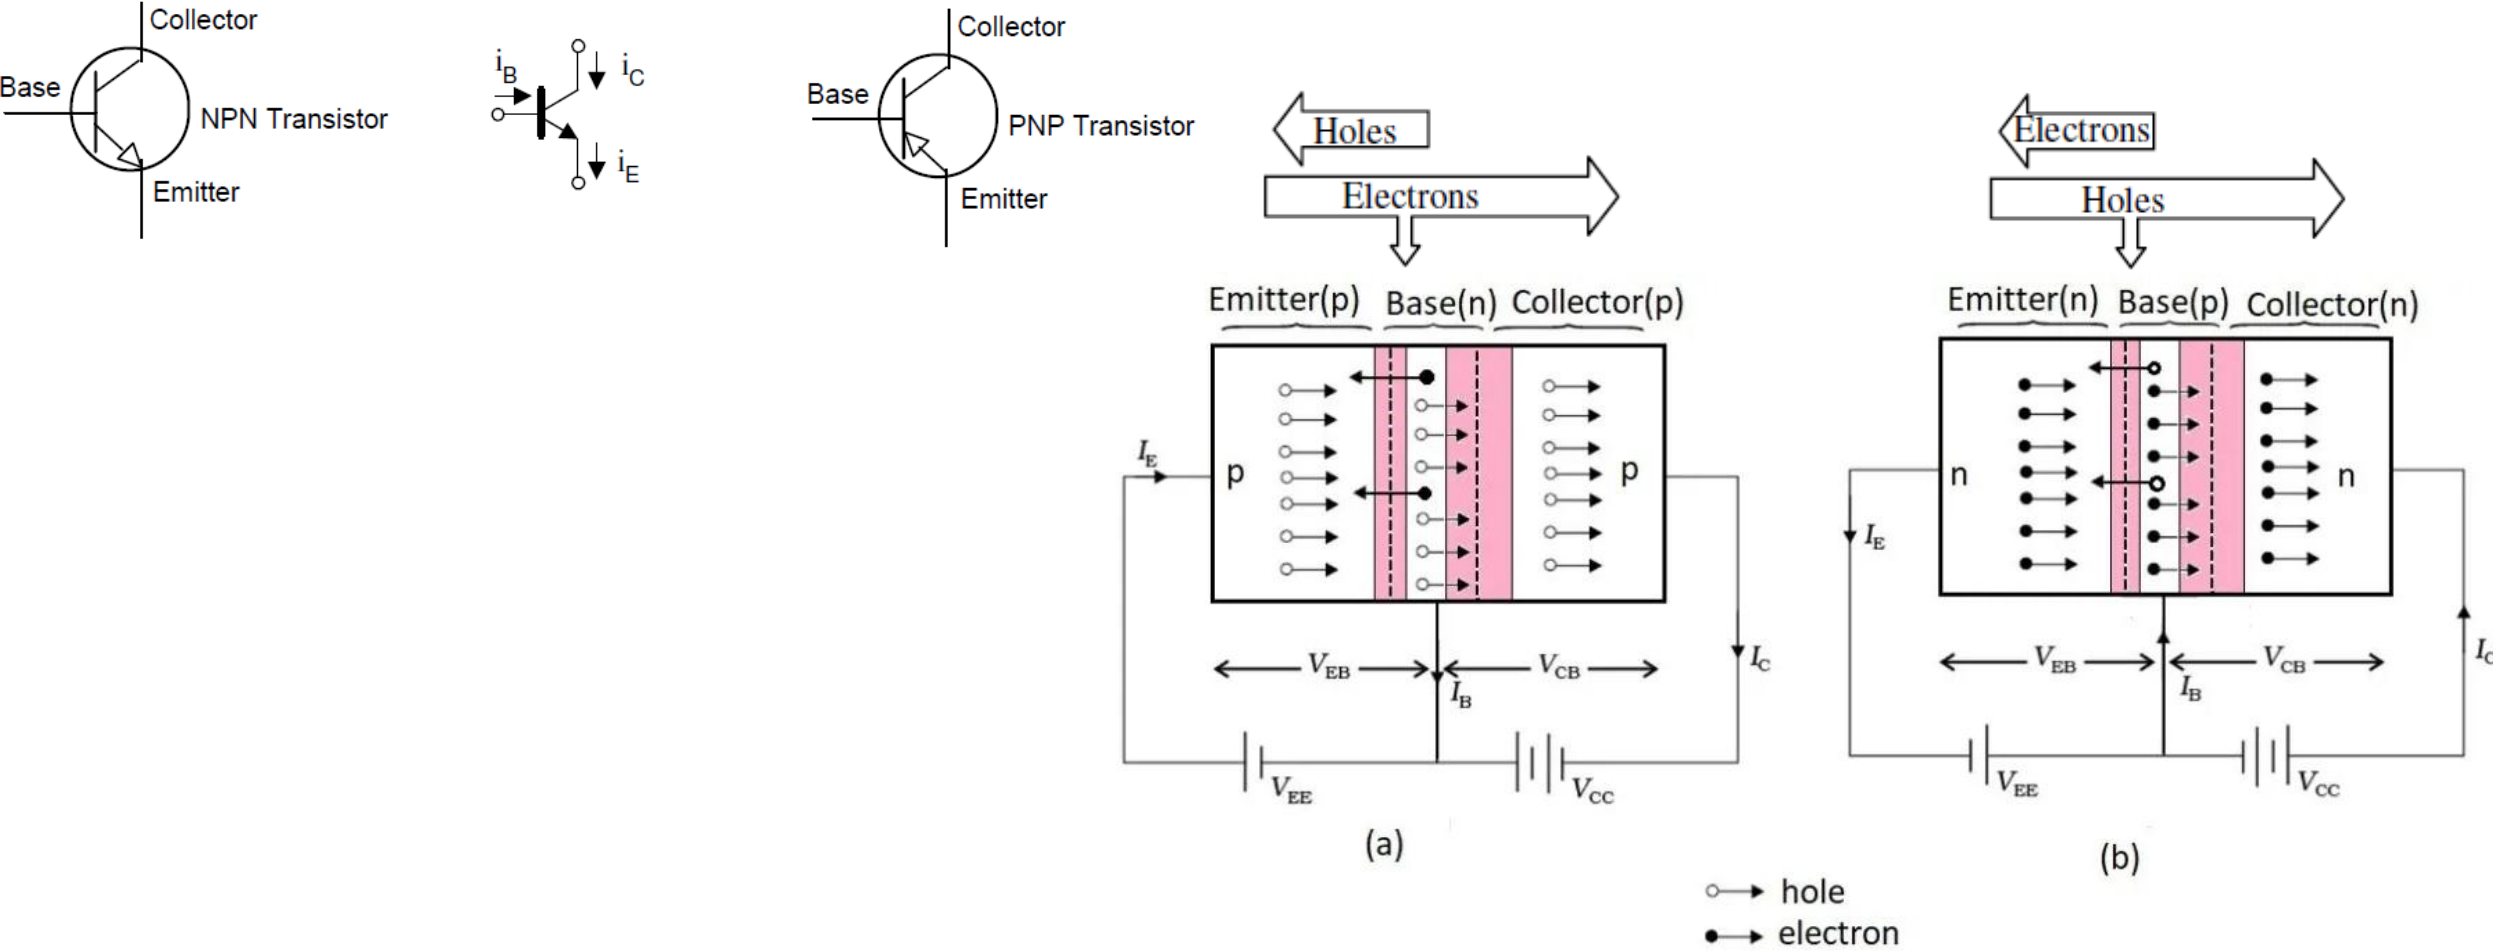 Collector
Base
NPN Transistor
Emitter
iB
iC
iE
Collector
Base
PNP Transistor
Emitter
Holes
Electrons
Emitter(p) Base(n) Collector(p)
IE
p
p
VEB
VCB
IC
IB
VEE
VCC
(a)
Electrons
Holes
Emitter(n) Base(p) Collector(n)
n
n
IE
VEB
VCB
IC
IB
VEE
VCC
(b)
hole
electron